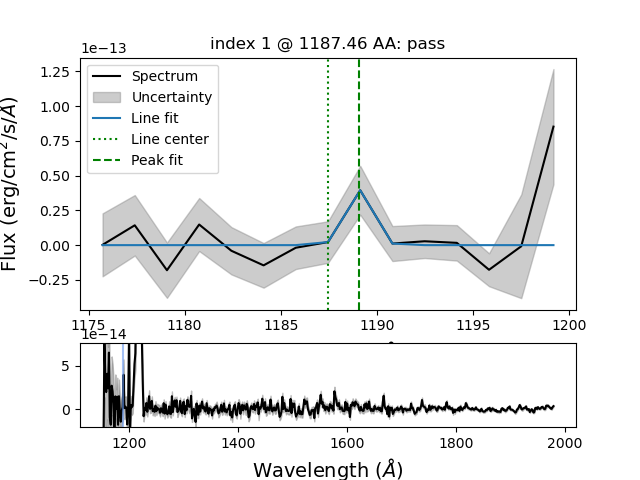 index 1 @ 1187.46 AA: pass
1e−13
Flux (erg/cm²/s/Å)
1.25
1.00
0.75
0.50
0.25
0.00
−0.25
Spectrum
Uncertainty
Line fit
Line center
Peak fit
1175 1180 1185 1190 1195 1200
1e−14
5
0
1200 1400 1600 1800 2000
Wavelength (Å)